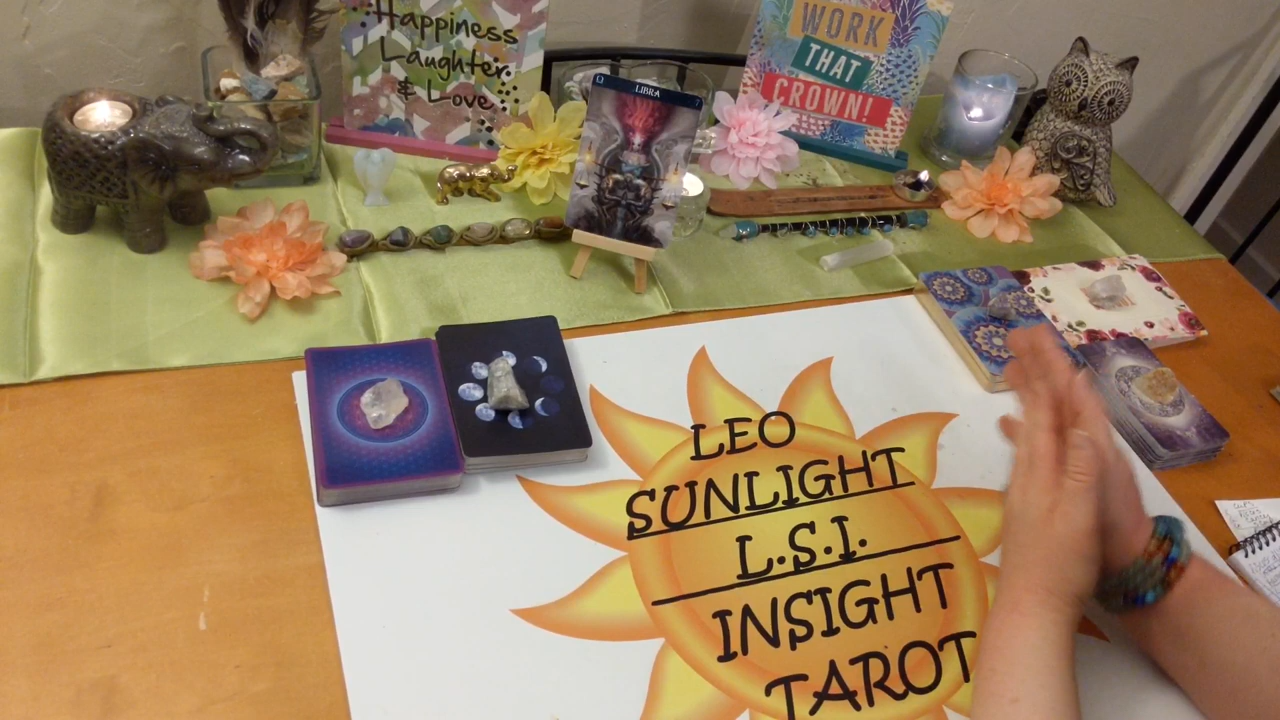 Happiness
Laughter
& Love
WORK
THAT
CROWN!
LIBRA
LEO
SUNLIGHT
L.S.I.
INSIGHT
TAROT